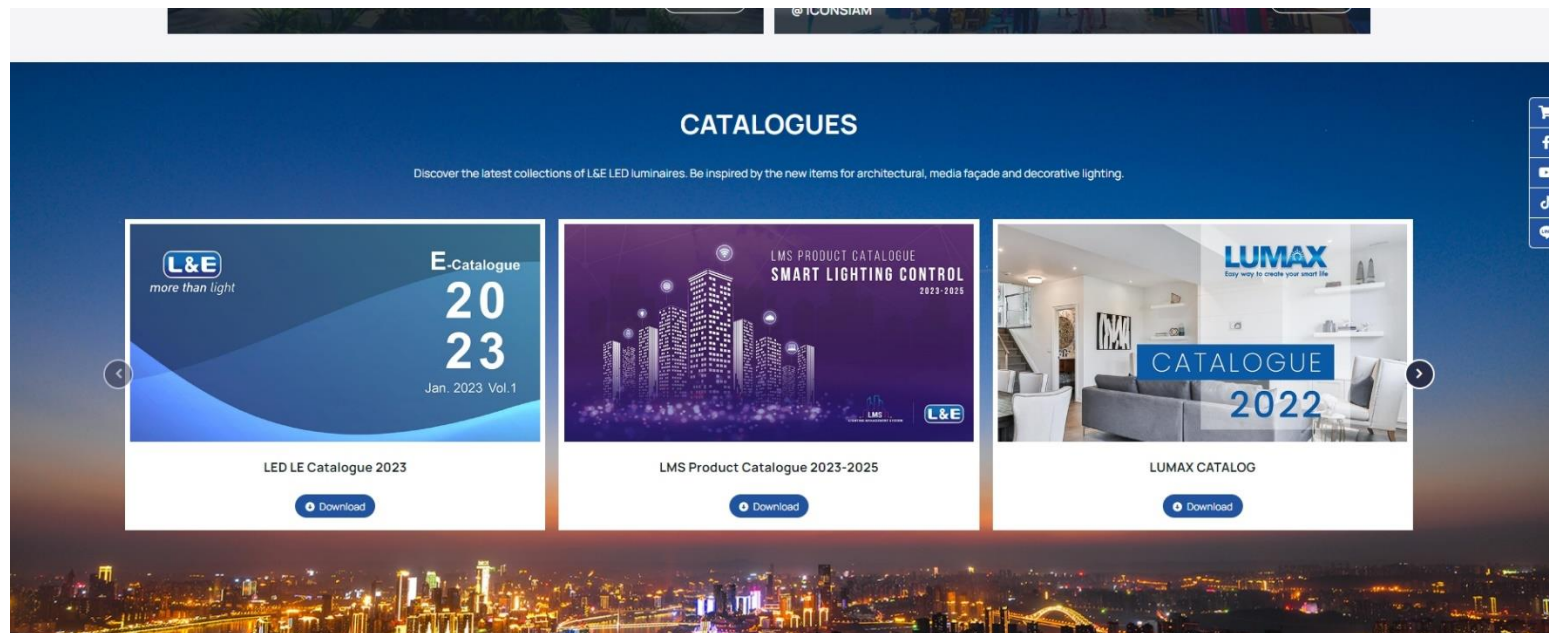 @ ICONSIAM
CATALOGUES
Discover the latest collections of L&E LED luminaires. Be inspired by the new items for architectural, media façade and decorative lighting.
L&E
more than light
E-Catalogue
20
23
Jan. 2023 Vol.1
LED LE Catalogue 2023
Download
LMS PRODUCT CATALOGUE
SMART LIGHTING CONTROL
2023-2025
LMS
L&E
LMS Product Catalogue 2023-2025
Download
LUMAX
Easy way to create your smart life
CATALOGUE
2022
LUMAX CATALOG
Download